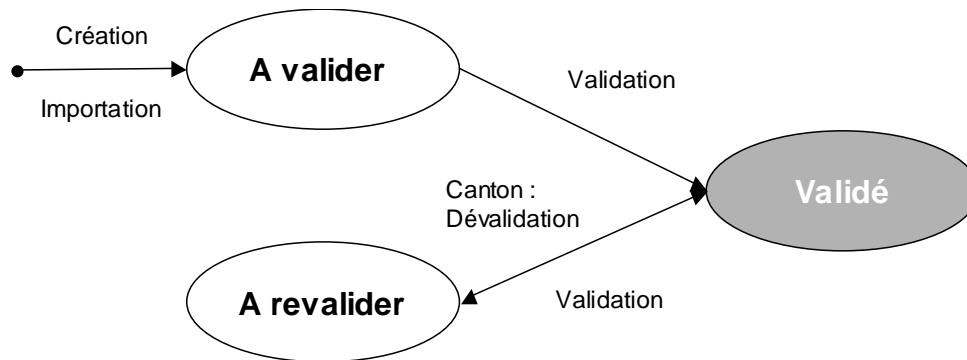 Création
A valider
Importation
Validation
Canton :
Dévalidation
Validé
A revalider
Validation